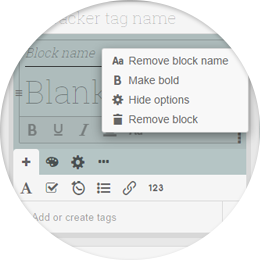 acker tag name
Block name
Blank
Aa Remove block name
B Make bold
Hide options
Remove block
B U I
A 123
Add or create tags